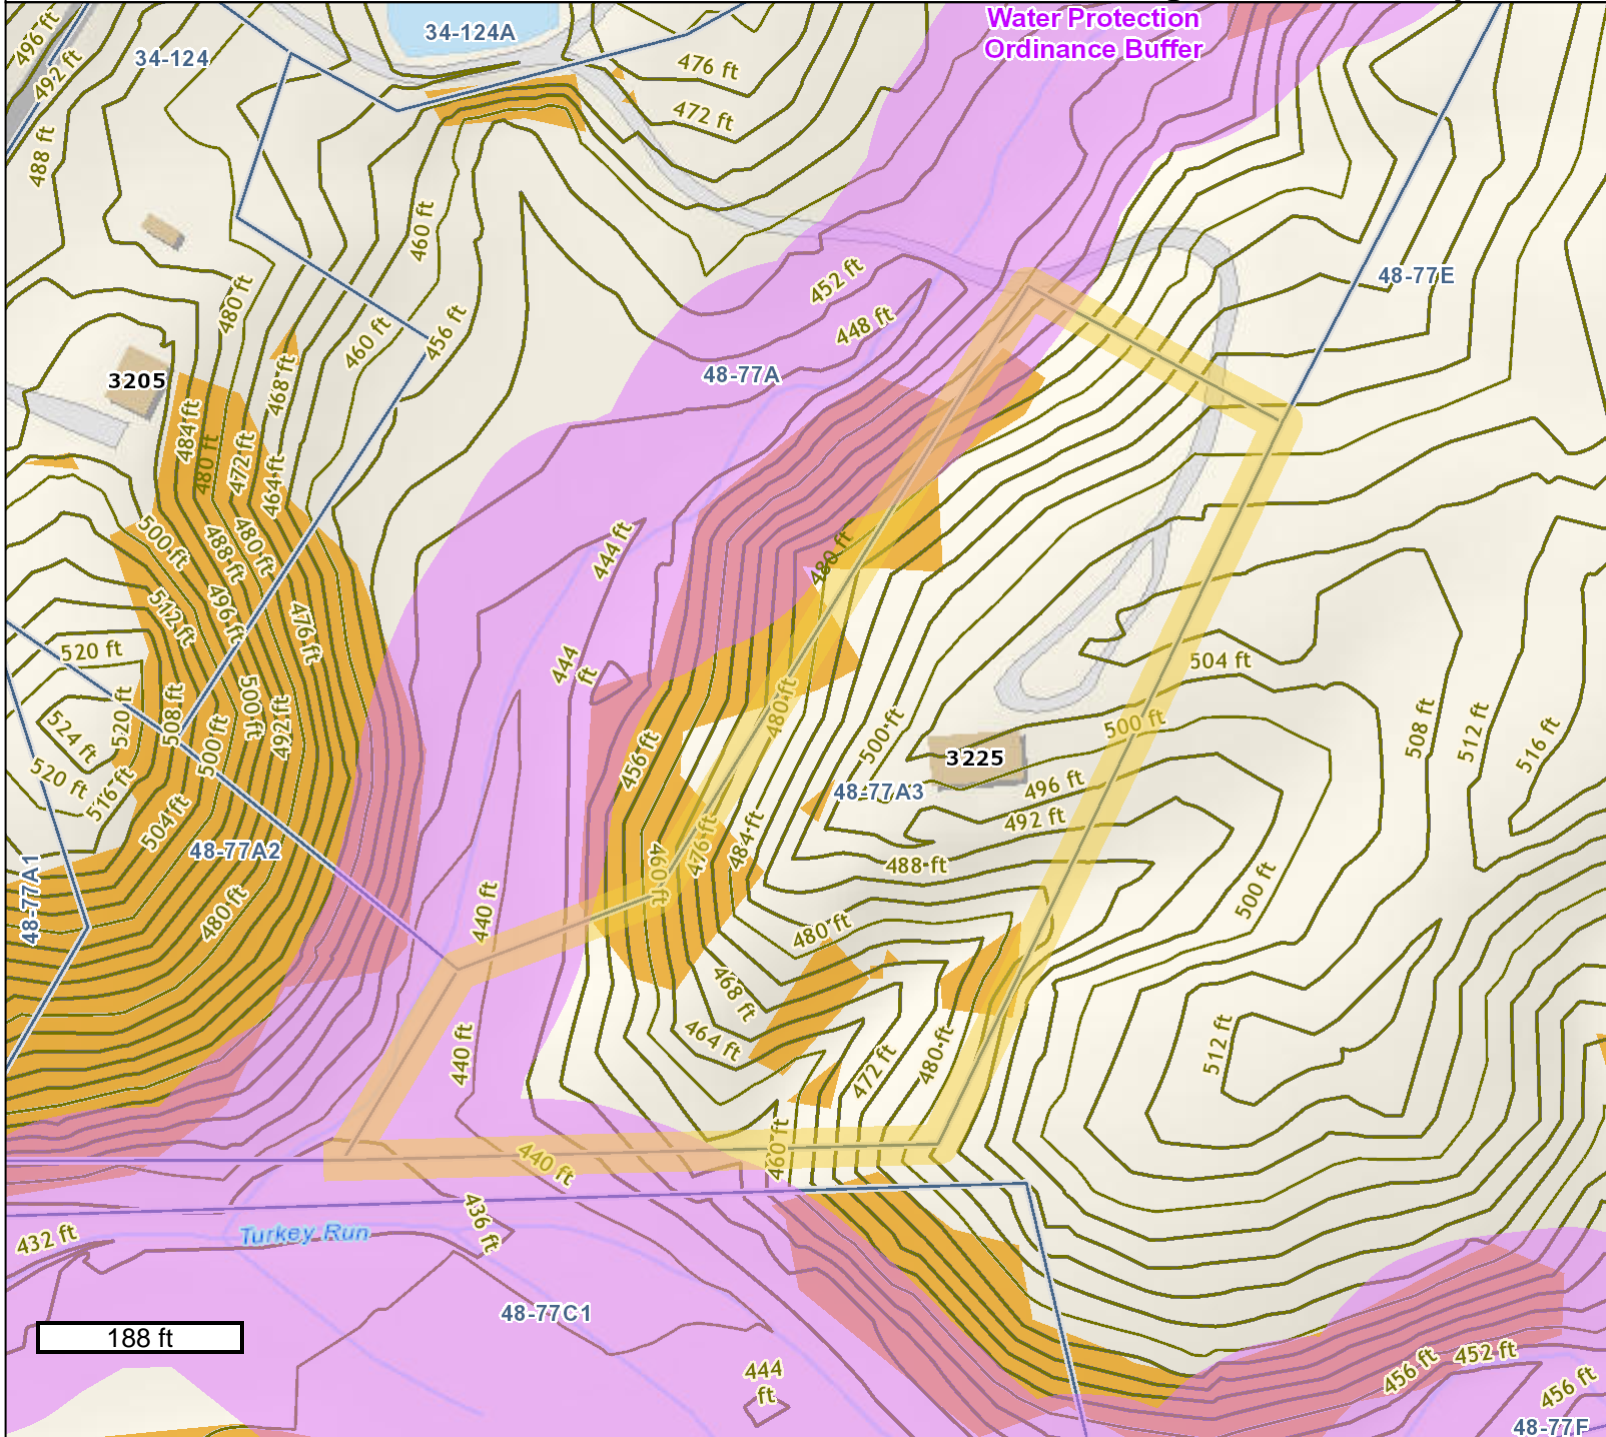 Water Protection
Ordinance Buffer
34-124A
34-124
496 ft
492 ft
488 ft
476 ft
472 ft
460 ft
480 ft
460 ft
456 ft
468 ft
452 ft
448 ft
48-77E
48-77A
3205
484 ft
480 ft
472 ft
464 ft
500 ft
488 ft
480 ft
512 ft
496 ft
476 ft
444 ft
480 ft
520 ft
444
ft
504 ft
520 ft
508 ft
500 ft
500 ft
492 ft
524 ft
520 ft
516 ft
504 ft
456 ft
480 ft
500 ft
500 ft
508 ft
512 ft
516 ft
3225
48-77A3
496 ft
492 ft
488 ft
476 ft
484 ft
460 ft
48-77A2
48-77A1
480 ft
440 ft
480 ft
500 ft
468 ft
464 ft
440 ft
472 ft
480 ft
512 ft
460 ft
440 ft
436 ft
432 ft
Turkey Run
48-77C1
188 ft
444
ft
456 ft
452 ft
456 ft
48-77F